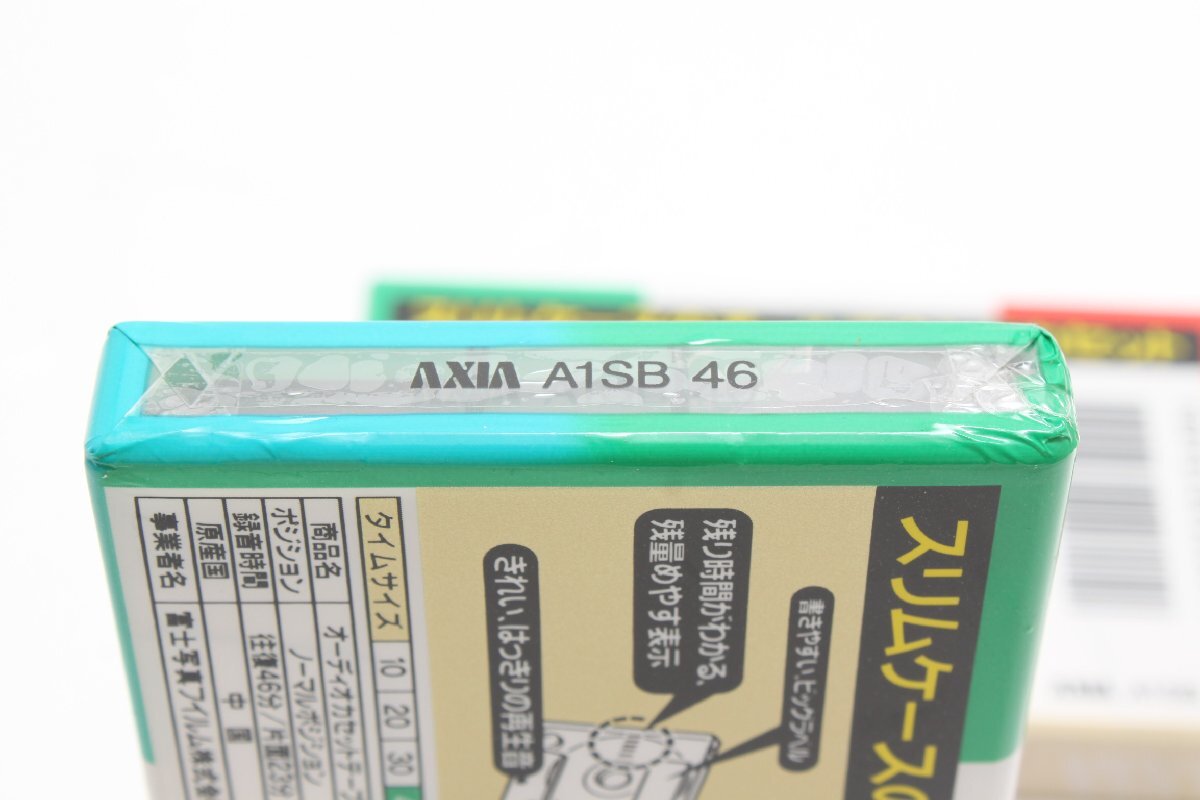 AXIA A1SB 46
スリムケースの
書きやすい、ビッグラベル
残り時間がわかる、
残量めやす表示
きれい、はっきりの再生音
タイムサイズ 10 20 30
商品名 オーディオカセットテープ
ポジション ノーマルポジション
録音時間 往復46分/片面23分
原産国 中国
事業者名 富士写真フイルム株式会